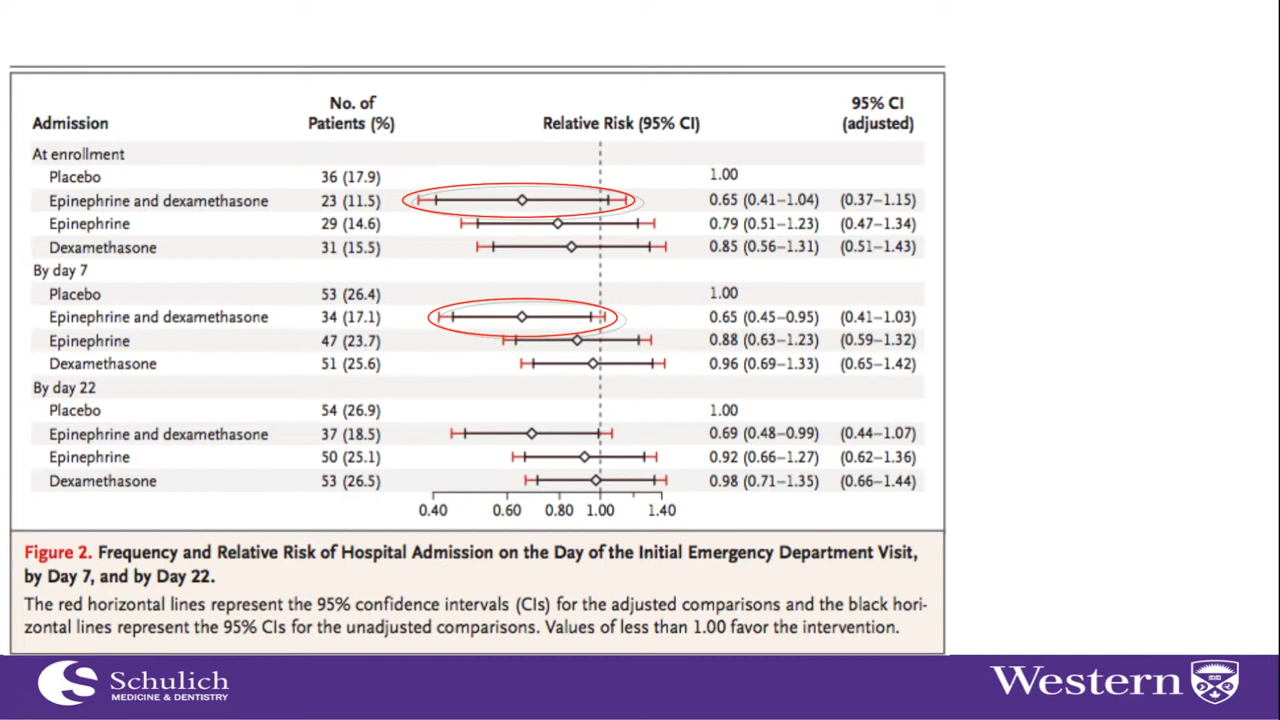 No. of
Patients (%)
95% CI
(adjusted)
Admission
Relative Risk (95% CI)
At enrollment
Placebo 36 (17.9) 1.00
Epinephrine and dexamethasone 23 (11.5) 0.65 (0.41–1.04) (0.37–1.15)
Epinephrine 29 (14.6) 0.79 (0.51–1.23) (0.47–1.34)
Dexamethasone 31 (15.5) 0.85 (0.56–1.31) (0.51–1.43)
By day 7
Placebo 53 (26.4) 1.00
Epinephrine and dexamethasone 34 (17.1) 0.65 (0.45–0.95) (0.41–1.03)
Epinephrine 47 (23.7) 0.88 (0.63–1.23) (0.59–1.32)
Dexamethasone 51 (25.6) 0.96 (0.69–1.33) (0.65–1.42)
By day 22
Placebo 54 (26.9) 1.00
Epinephrine and dexamethasone 37 (18.5) 0.69 (0.48–0.99) (0.44–1.07)
Epinephrine 50 (25.1) 0.92 (0.66–1.27) (0.62–1.36)
Dexamethasone 53 (26.5) 0.98 (0.71–1.35) (0.66–1.44)
0.40 0.60 0.80 1.00 1.40
Figure 2. Frequency and Relative Risk of Hospital Admission on the Day of the Initial Emergency Department Visit,
by Day 7, and by Day 22.
The red horizontal lines represent the 95% confidence intervals (CIs) for the adjusted comparisons and the black hori-
zontal lines represent the 95% CIs for the unadjusted comparisons. Values of less than 1.00 favor the intervention.
Schulich
MEDICINE & DENTISTRY
Western